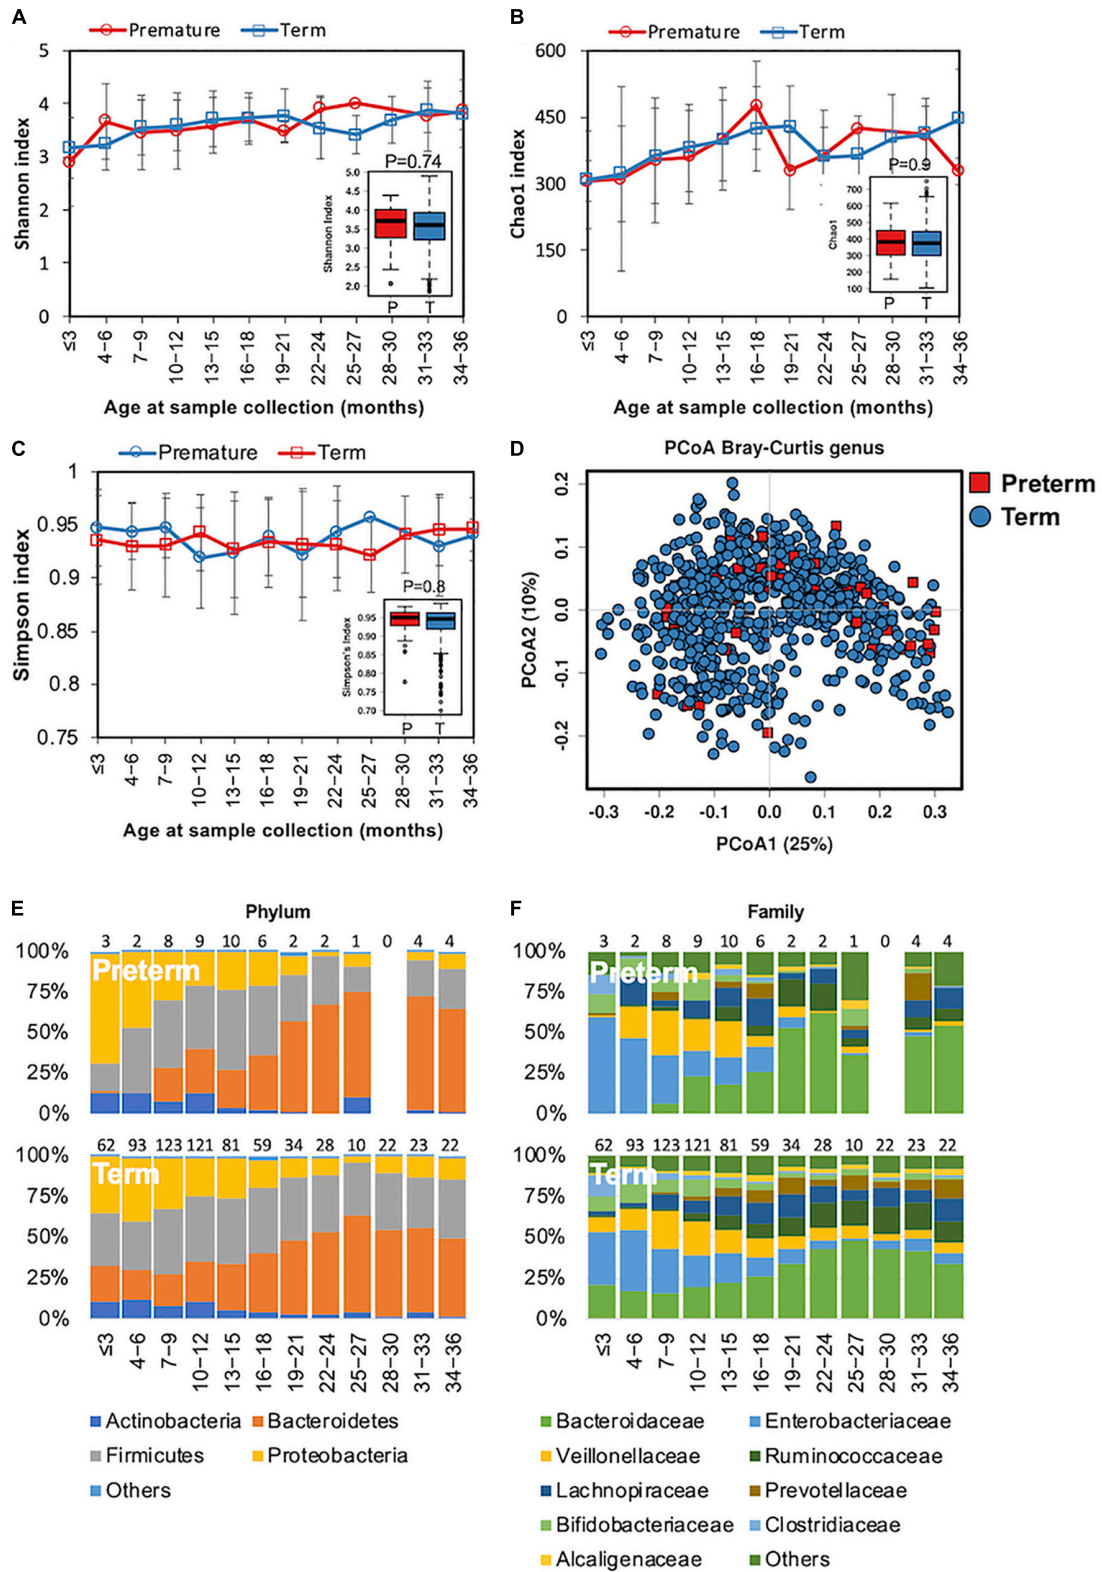 A
Premature Term
5
4
3
2
1
0
Shannon index
P=0.74
5.0
4.5
4.0
3.5
3.0
2.5
2.0
Shannon Index
P T
≤3 4–6 7–9 10–12 13–15 16–18 19–21 22–24 25–27 28–30 31–33 34–36
Age at sample collection (months)
B
Premature Term
600
450
300
150
0
Chao1 index
P=0.9
700
600
500
400
300
200
100
Chao1
P T
≤3 4–6 7–9 10–12 13–15 16–18 19–21 22–24 25–27 28–30 31–33 34–36
Age at sample collection (months)
C
Premature Term
1
0.95
0.9
0.85
0.8
0.75
Simpson index
P=0.8
0.95
0.90
0.85
0.80
0.75
0.70
Simpson's Index
P T
≤3 4–6 7–9 10–12 13–15 16–18 19–21 22–24 25–27 28–30 31–33 34–36
Age at sample collection (months)
D
PCoA Bray-Curtis genus
Preterm
Term
0.2
0.1
0.0
-0.1
-0.2
PCoA2 (10%)
-0.3 -0.2 -0.1 0.0 0.1 0.2 0.3
PCoA1 (25%)
E
Phylum
3 2 8 9 10 6 2 2 1 0 4 4
100%
75%
50%
25%
0%
Preterm
62 93 123 121 81 59 34 28 10 22 23 22
100%
75%
50%
25%
0%
Term
≤3 4–6 7–9 10–12 13–15 16–18 19–21 22–24 25–27 28–30 31–33 34–36
Actinobacteria Bacteroidetes
Firmicutes Proteobacteria
Others
F
Family
3 2 8 9 10 6 2 2 1 0 4 4
100%
75%
50%
25%
0%
Preterm
62 93 123 121 81 59 34 28 10 22 23 22
100%
75%
50%
25%
0%
Term
≤3 4–6 7–9 10–12 13–15 16–18 19–21 22–24 25–27 28–30 31–33 34–36
Bacteroidaceae Enterobacteriaceae
Veillonellaceae Ruminococcaceae
Lachnopiraceae Prevotellaceae
Bifidobacteriaceae Clostridiaceae
Alcaligenaceae Others